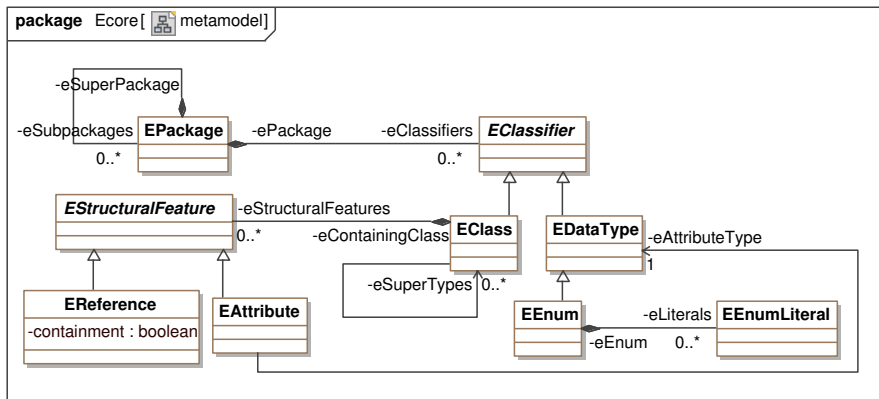 package Ecore[ metamodel]
-eSuperPackage
-eSubpackages
EPackage
-ePackage
-eClassifiers
EClassifier
0..*
0..*
EStructuralFeature
-eStructuralFeatures
0..*
-eContainingClass
EClass
EDataType
-eAttributeType
1
-eSuperTypes
0..*
EReference
-containment : boolean
EAttribute
EEnum
-eLiterals
EEnumLiteral
-eEnum
0..*